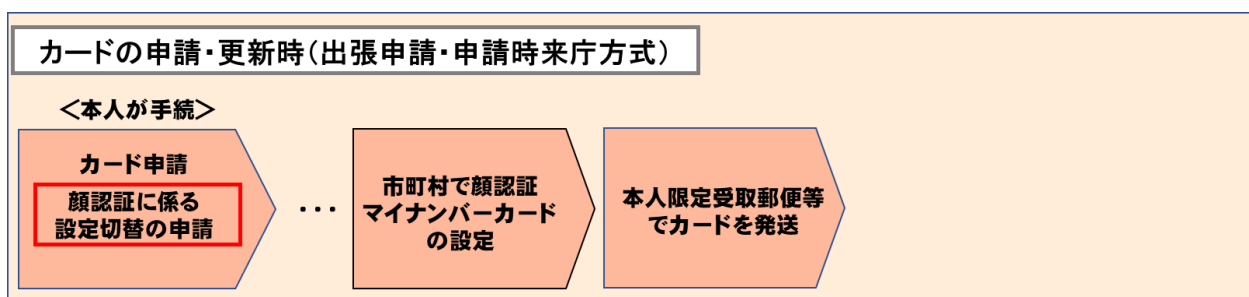 カードの申請・更新時（出張申請・申請時来庁方式）
＜本人が手続＞
カード申請
顔認証に係る
設定切替の申請
・・・
市町村で顔認証
マイナンバーカード
の設定
本人限定受取郵便等
でカードを発送